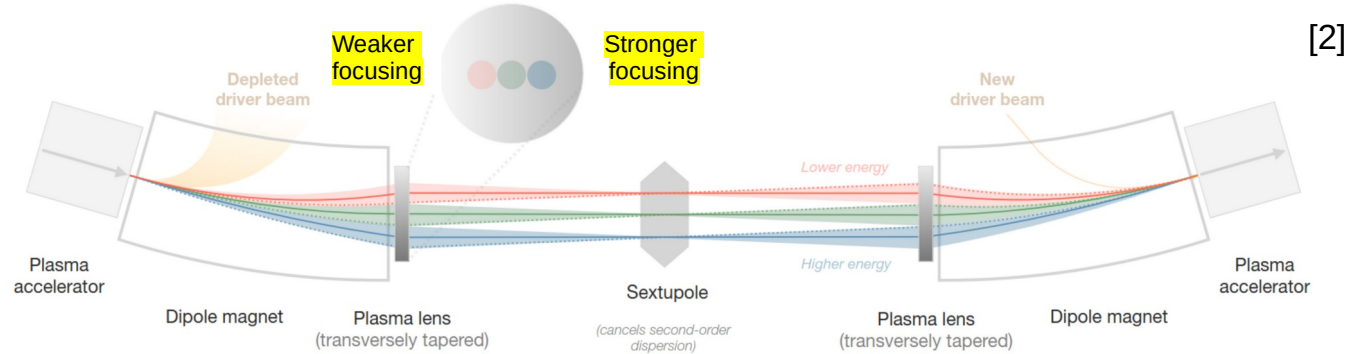 [2]
Weaker
focusing
Stronger
focusing
Depleted
driver beam
New
driver beam
Lower energy
Higher energy
Plasma
accelerator
Dipole magnet
Plasma lens
(transversely tapered)
Sextupole
(cancels second-order
dispersion)
Plasma lens
(transversely tapered)
Dipole magnet
Plasma
accelerator